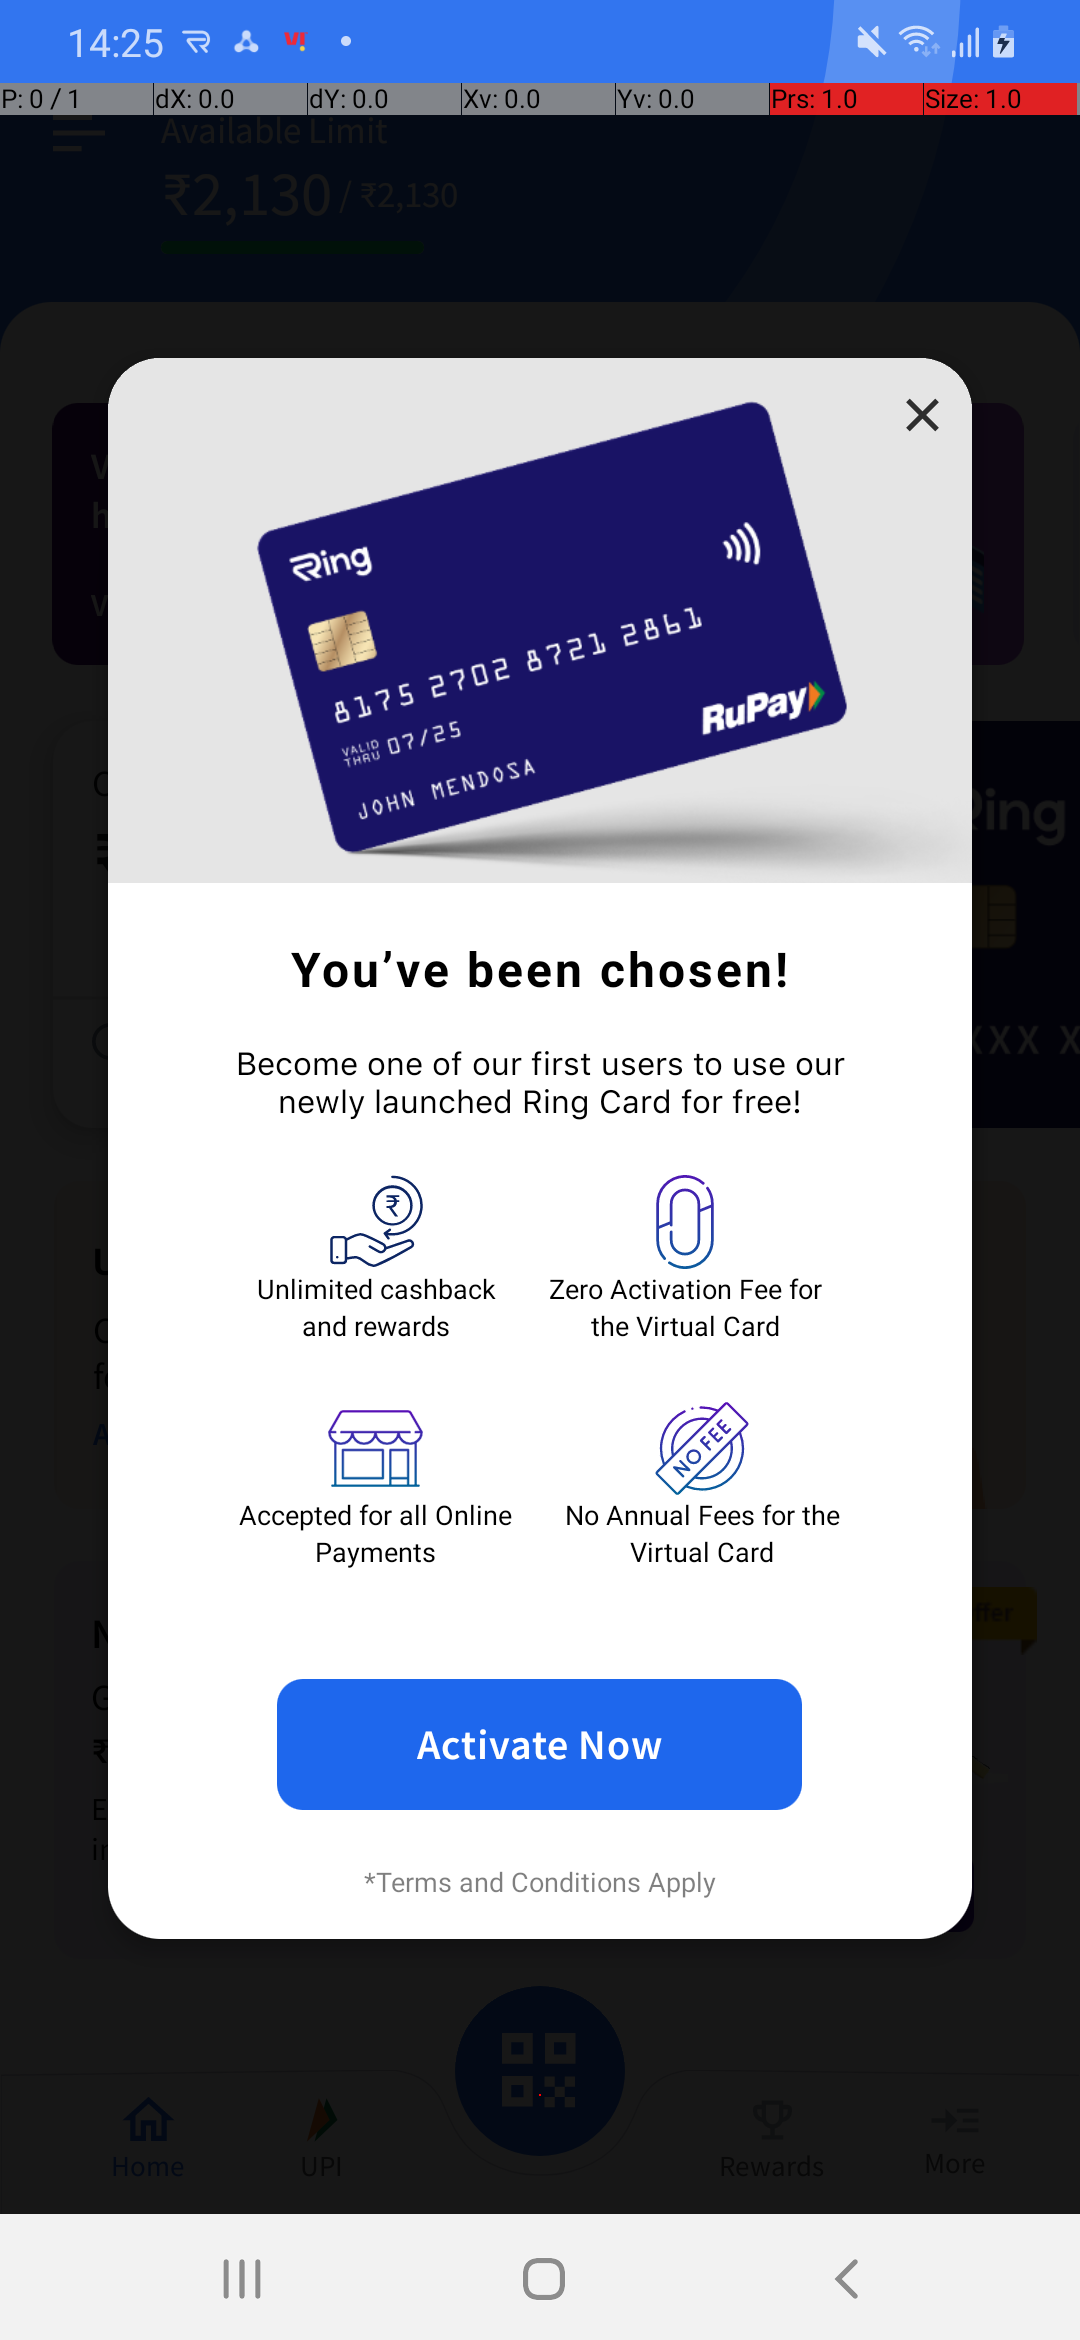 14:25
P: 0 / 1 dX: 0.0 dY: 0.0 Xv: 0.0 Yv: 0.0 Prs: 1.0 Size: 1.0
Available Limit
₹2,130 / ₹2,130
Ring
8175 2702 8721 2861
VALID THRU 07/25
JOHN MENDOSA
RuPay
You've been chosen!
Become one of our first users to use our
newly launched Ring Card for free!
Unlimited cashback
and rewards
Zero Activation Fee for
the Virtual Card
NO FEE
Accepted for all Online
Payments
No Annual Fees for the
Virtual Card
Activate Now
*Terms and Conditions Apply
Home UPI Rewards More